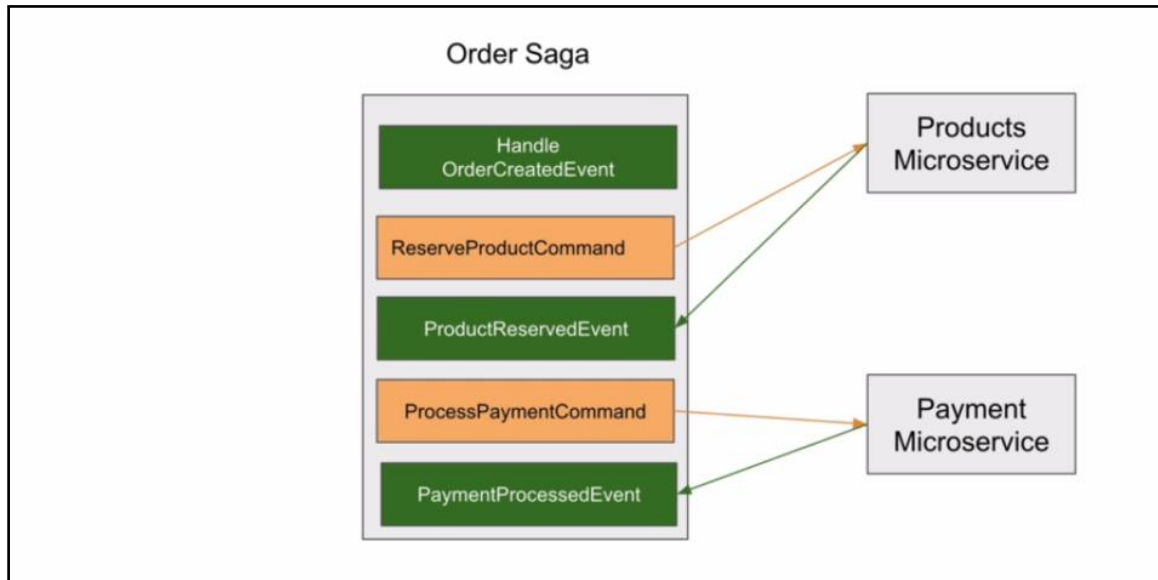 Order Saga
Handle
OrderCreatedEvent
ReserveProductCommand
ProductReservedEvent
ProcessPaymentCommand
PaymentProcessedEvent
Products
Microservice
Payment
Microservice